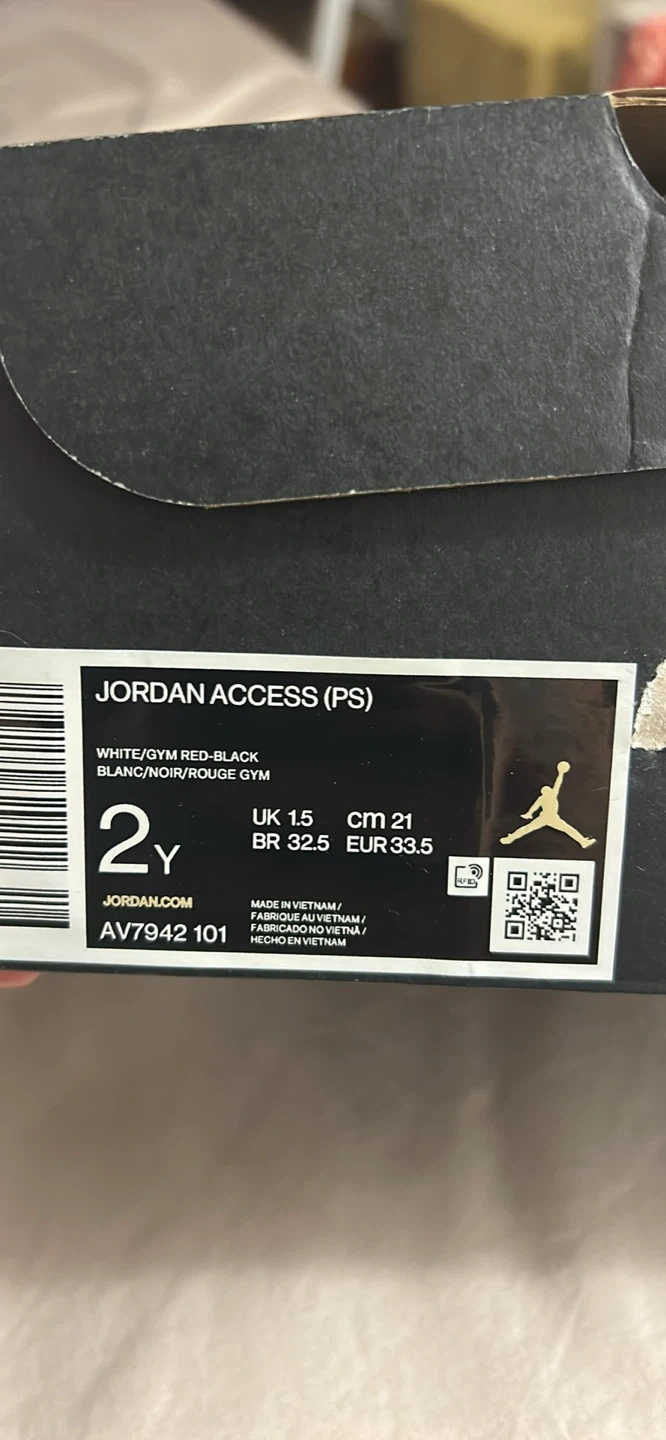 JORDAN ACCESS (PS)
WHITE/GYM RED-BLACK
BLANC/NOIR/ROUGE GYM
2Y
UK 1.5 cm 21
BR 32.5 EUR 33.5
RFID
JORDAN.COM
AV7942 101
MADE IN VIETNAM /
FABRIQUE AU VIETNAM /
FABRICADO NO VIETNÃ /
HECHO EN VIETNAM